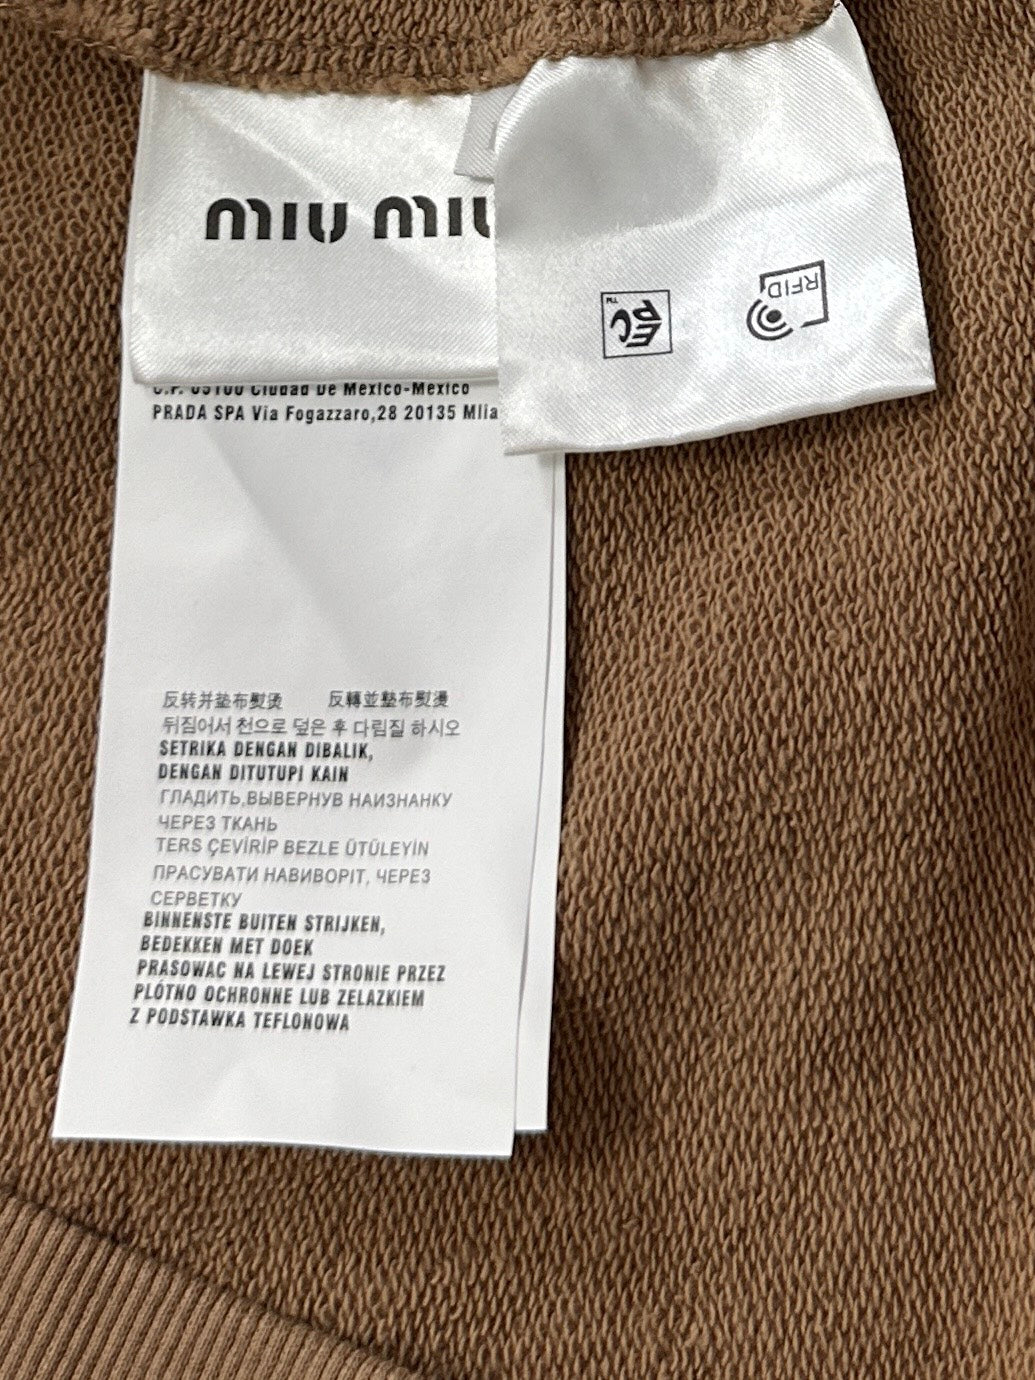 MIU MIU
RFID
EPC™
C.P. 05100 Ciudad De Mexico-Mexico
PRADA SPA Via Fogazzaro,28 20135 Mila
反转并垫布熨烫 反轉並墊布熨燙
뒤집어서 천으로 덮은 후 다림질 하시오
SETRIKA DENGAN DIBALIK,
DENGAN DITUTUPI KAIN
ГЛАДИТЬ,ВЫВЕРНУВ НАИЗНАНКУ
ЧЕРЕЗ ТКАНЬ
TERS ÇEVİRİP BEZLE ÜTÜLEYİN
ПРАСУВАТИ НАВИВОРІТ, ЧЕРЕЗ
СЕРВЕТКУ
BINNENSTE BUITEN STRIJKEN,
BEDEKKEN MET DOEK
PRASOWAC NA LEWEJ STRONIE PRZEZ
PLÓTNO OCHRONNE LUB ZELAZKIEM
Z PODSTAWKA TEFLONOWA